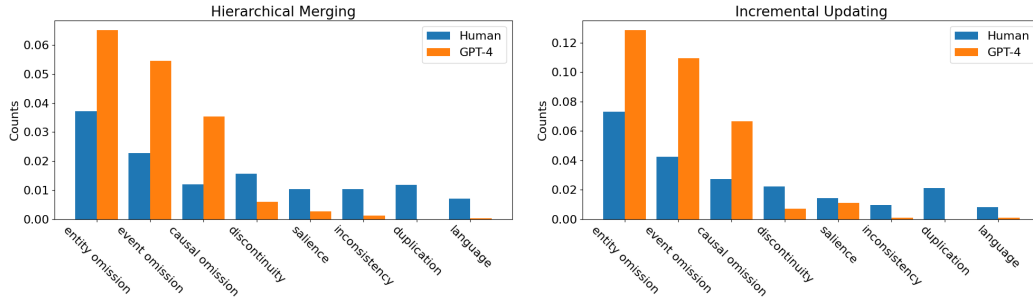 Hierarchical Merging
Human
GPT-4
Counts
0.06
0.05
0.04
0.03
0.02
0.01
0.00
entity omission
event omission
causal omission
discontinuity
salience
inconsistency
duplication
language
Incremental Updating
Human
GPT-4
Counts
0.12
0.10
0.08
0.06
0.04
0.02
0.00
entity omission
event omission
causal omission
discontinuity
salience
inconsistency
duplication
language